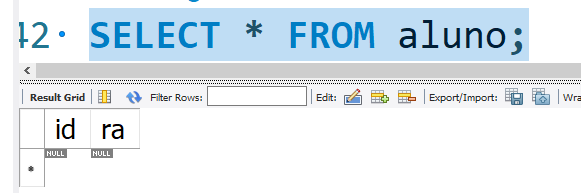 42 SELECT * FROM aluno;
Result Grid Filter Rows: Edit: Export/Import: Wra
id ra
NULL NULL
*